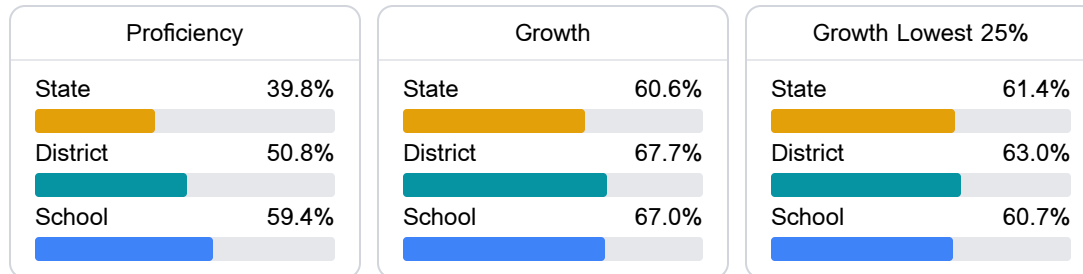 Proficiency
State 39.8%
District 50.8%
School 59.4%
Growth
State 60.6%
District 67.7%
School 67.0%
Growth Lowest 25%
State 61.4%
District 63.0%
School 60.7%